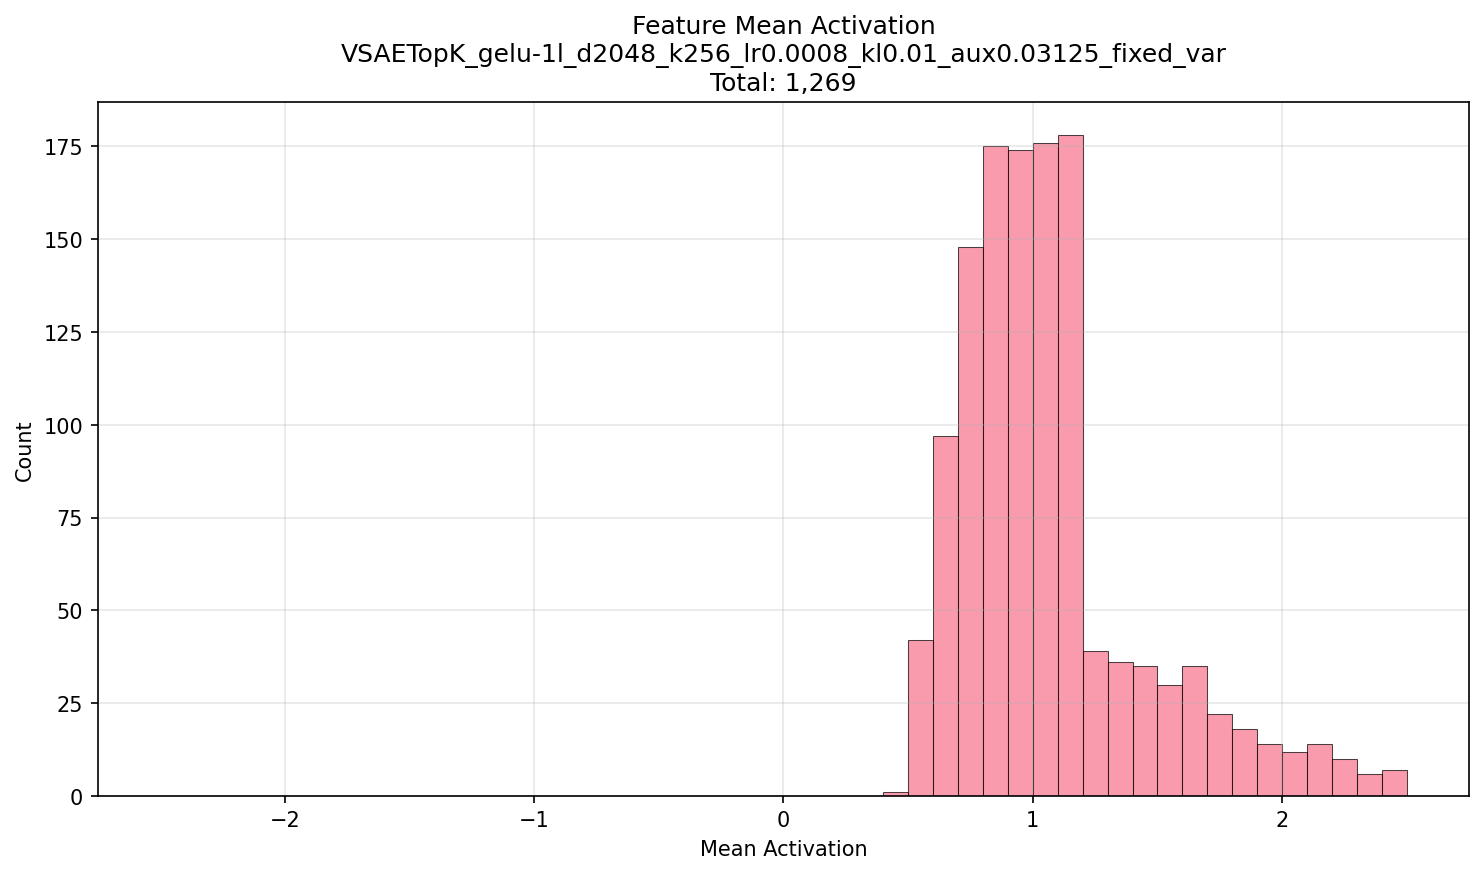 Feature Mean Activation
VSAETopK_gelu-1l_d2048_k256_lr0.0008_kl0.01_aux0.03125_fixed_var
Total: 1,269
175
150
125
100
75
50
25
0
Count
−2
−1
0
1
2
Mean Activation